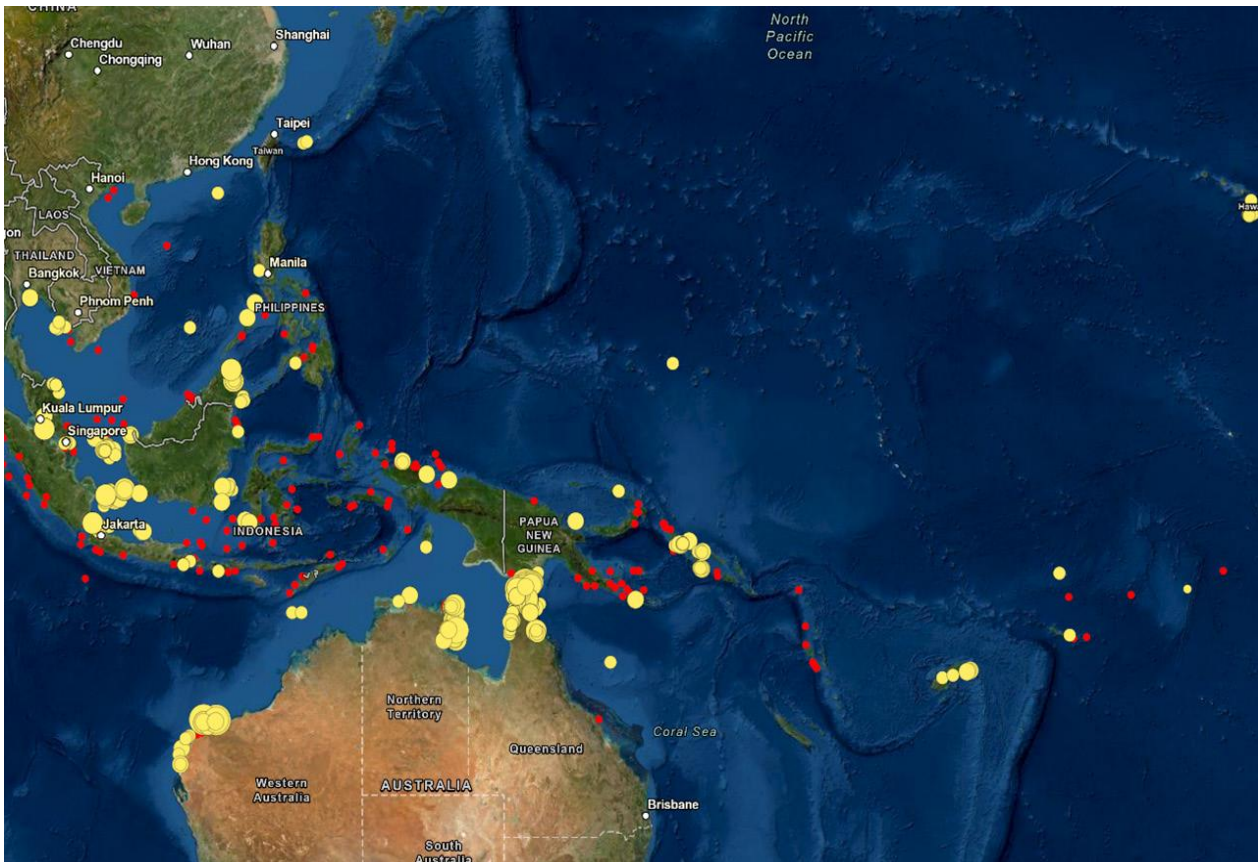 CHINA
North
Pacific
Ocean
Shanghai
Chengdu
Wuhan
Chongqing
Taipei
Taiwan
Hong Kong
Hanoi
LAOS
THAILAND
Manila
Bangkok
VIETNAM
Phnom Penh
PHILIPPINES
Kuala Lumpur
Singapore
Jakarta
INDONESIA
PAPUA
NEW
GUINEA
Northern
Territory
Coral Sea
Queensland
Western
Australia
AUSTRALIA
Brisbane
South
Australia